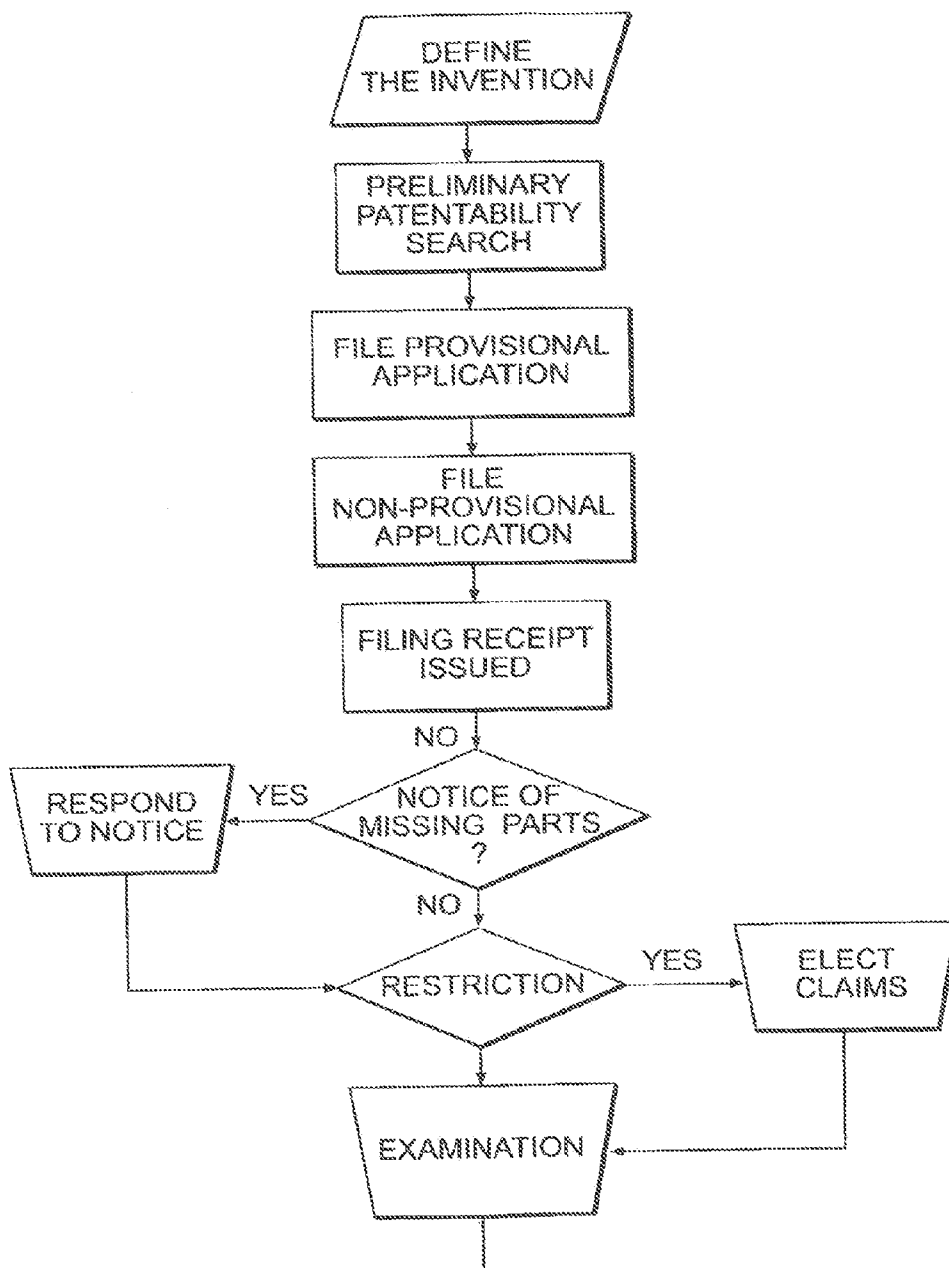 DEFINE
THE INVENTION
PRELIMINARY
PATENTABILITY
SEARCH
FILE PROVISIONAL
APPLICATION
FILE
NON-PROVISIONAL
APPLICATION
FILING RECEIPT
ISSUED
NO
RESPOND
TO NOTICE
YES
NOTICE OF
MISSING PARTS
?
NO
RESTRICTION
YES
ELECT
CLAIMS
EXAMINATION